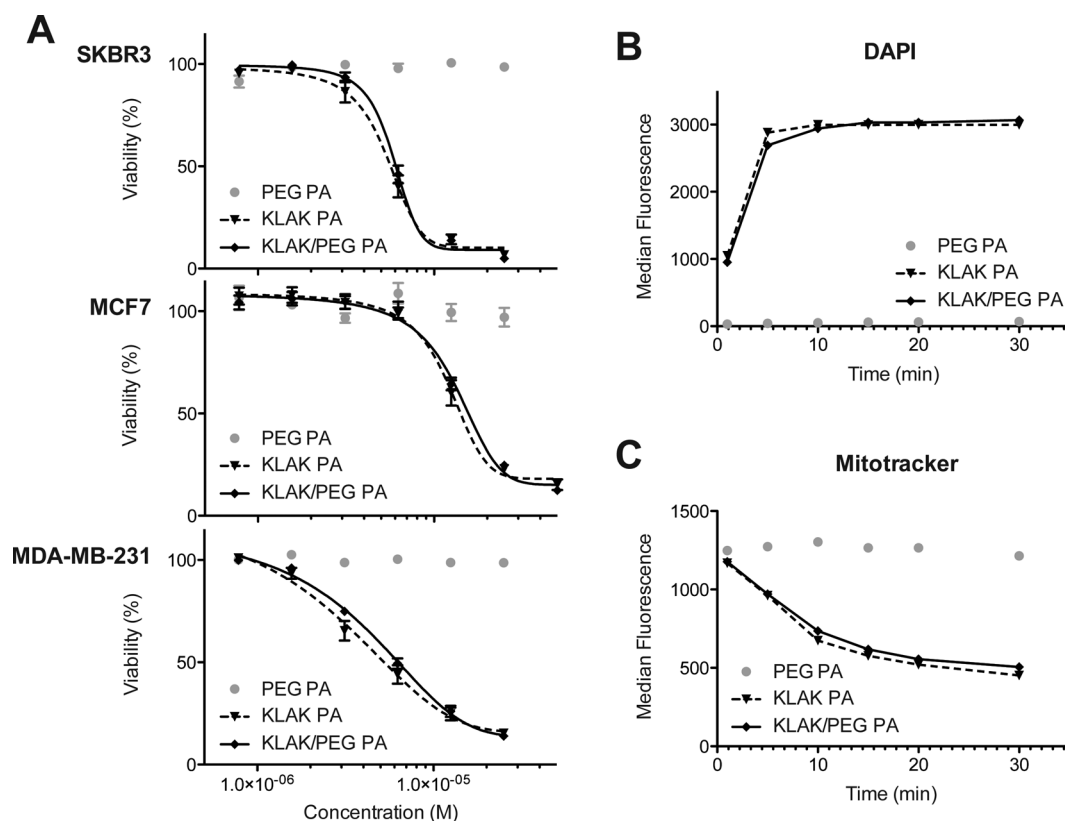 A
SKBR3
Viability (%)
100
50
0
PEG PA
KLAK PA
KLAK/PEG PA
MCF7
Viability (%)
100
50
0
PEG PA
KLAK PA
KLAK/PEG PA
MDA-MB-231
Viability (%)
100
50
0
PEG PA
KLAK PA
KLAK/PEG PA
1.0×10⁻⁰⁶ 1.0×10⁻⁰⁵
Concentration (M)
B
DAPI
Median Fluorescence
3000
2000
1000
0
PEG PA
KLAK PA
KLAK/PEG PA
0 10 20 30
Time (min)
C
Mitotracker
Median Fluorescence
1500
1000
500
0
PEG PA
KLAK PA
KLAK/PEG PA
0 10 20 30
Time (min)